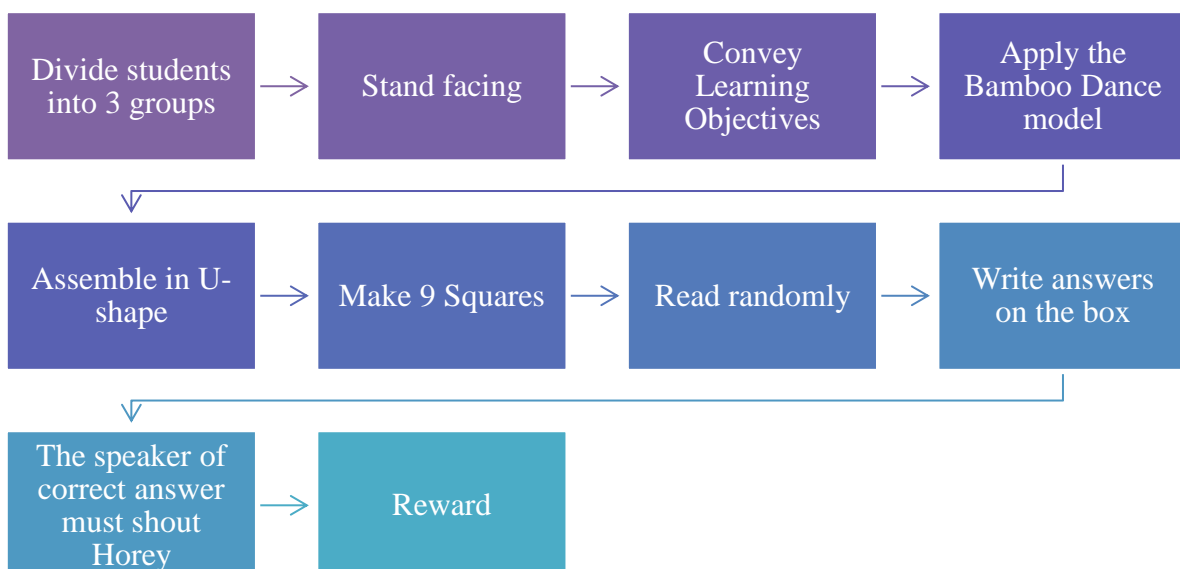 Divide students
into 3 groups
Stand facing
Convey
Learning
Objectives
Apply the
Bamboo Dance
model
Assemble in U-
shape
Make 9 Squares
Read randomly
Write answers
on the box
The speaker of
correct answer
must shout
Horey
Reward